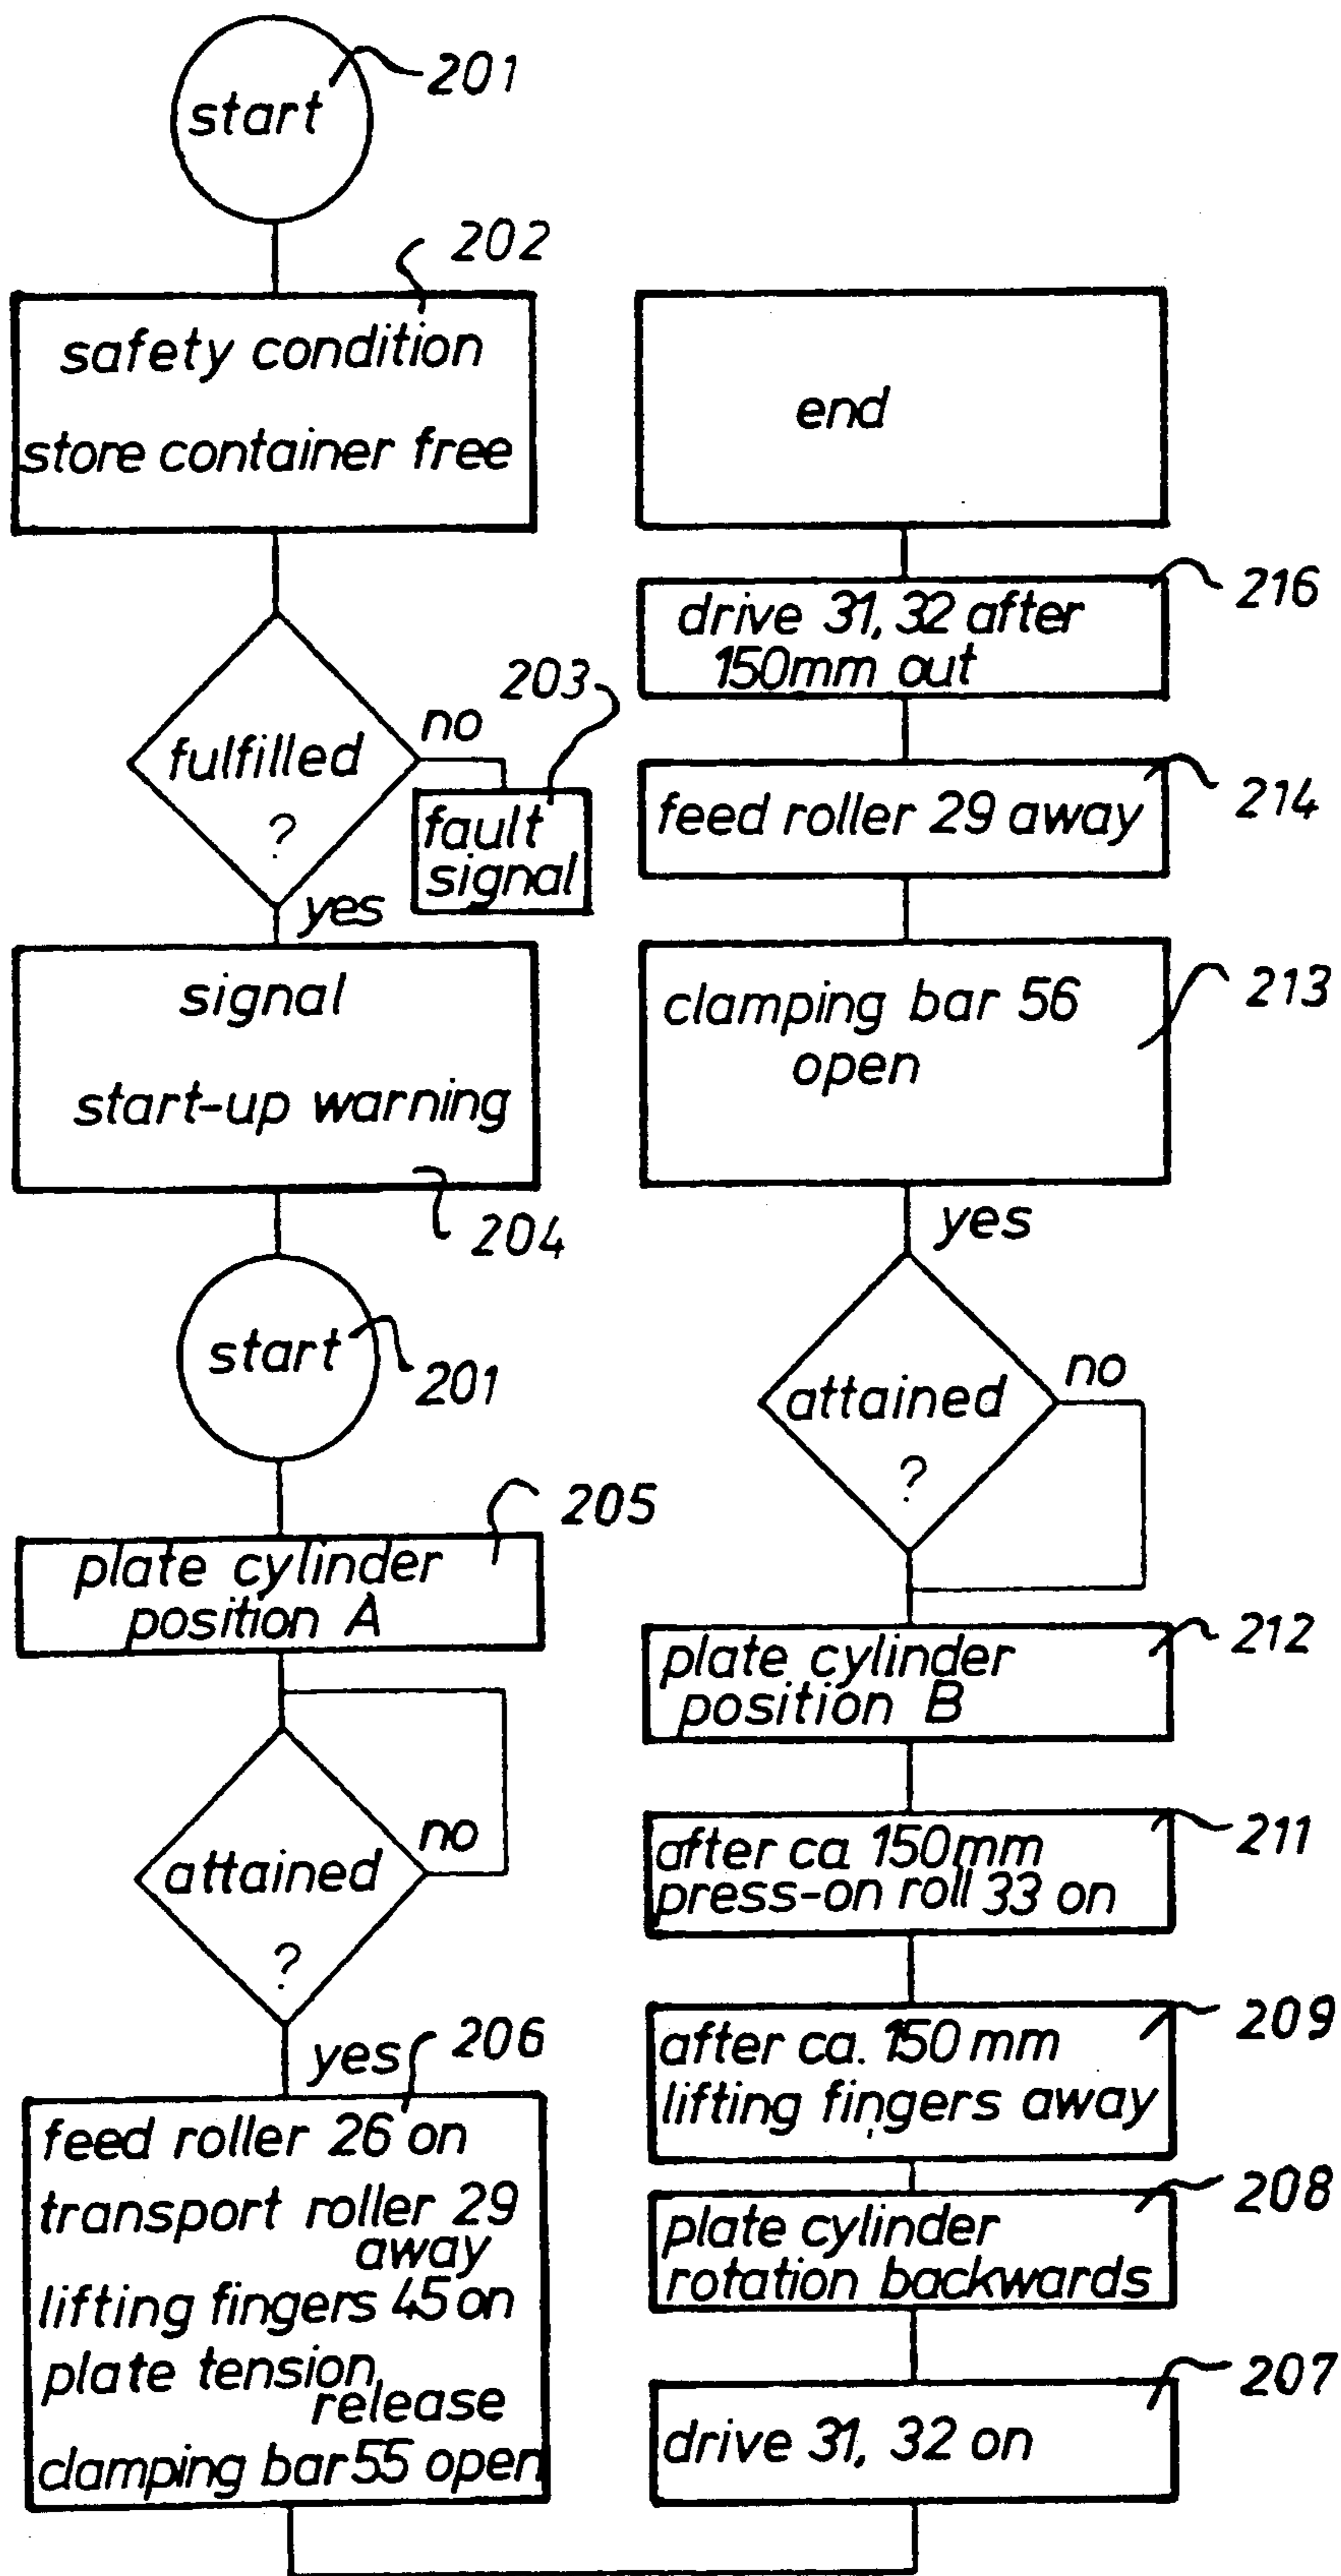 start
201
202
safety condition
store container free
fulfilled
?
no
203
fault
signal
yes
signal
start-up warning
204
start
201
205
plate cylinder
position A
attained
?
no
yes
206
feed roller 26 on
transport roller 29
away
lifting fingers 45 on
plate tension
release
clamping bar 55 open
end
216
drive 31, 32 after
150mm out
214
feed roller 29 away
213
clamping bar 56
open
yes
attained
?
no
212
plate cylinder
position B
211
after ca 150mm
press-on roll 33 on
209
after ca. 150 mm
lifting fingers away
208
plate cylinder
rotation backwards
207
drive 31, 32 on